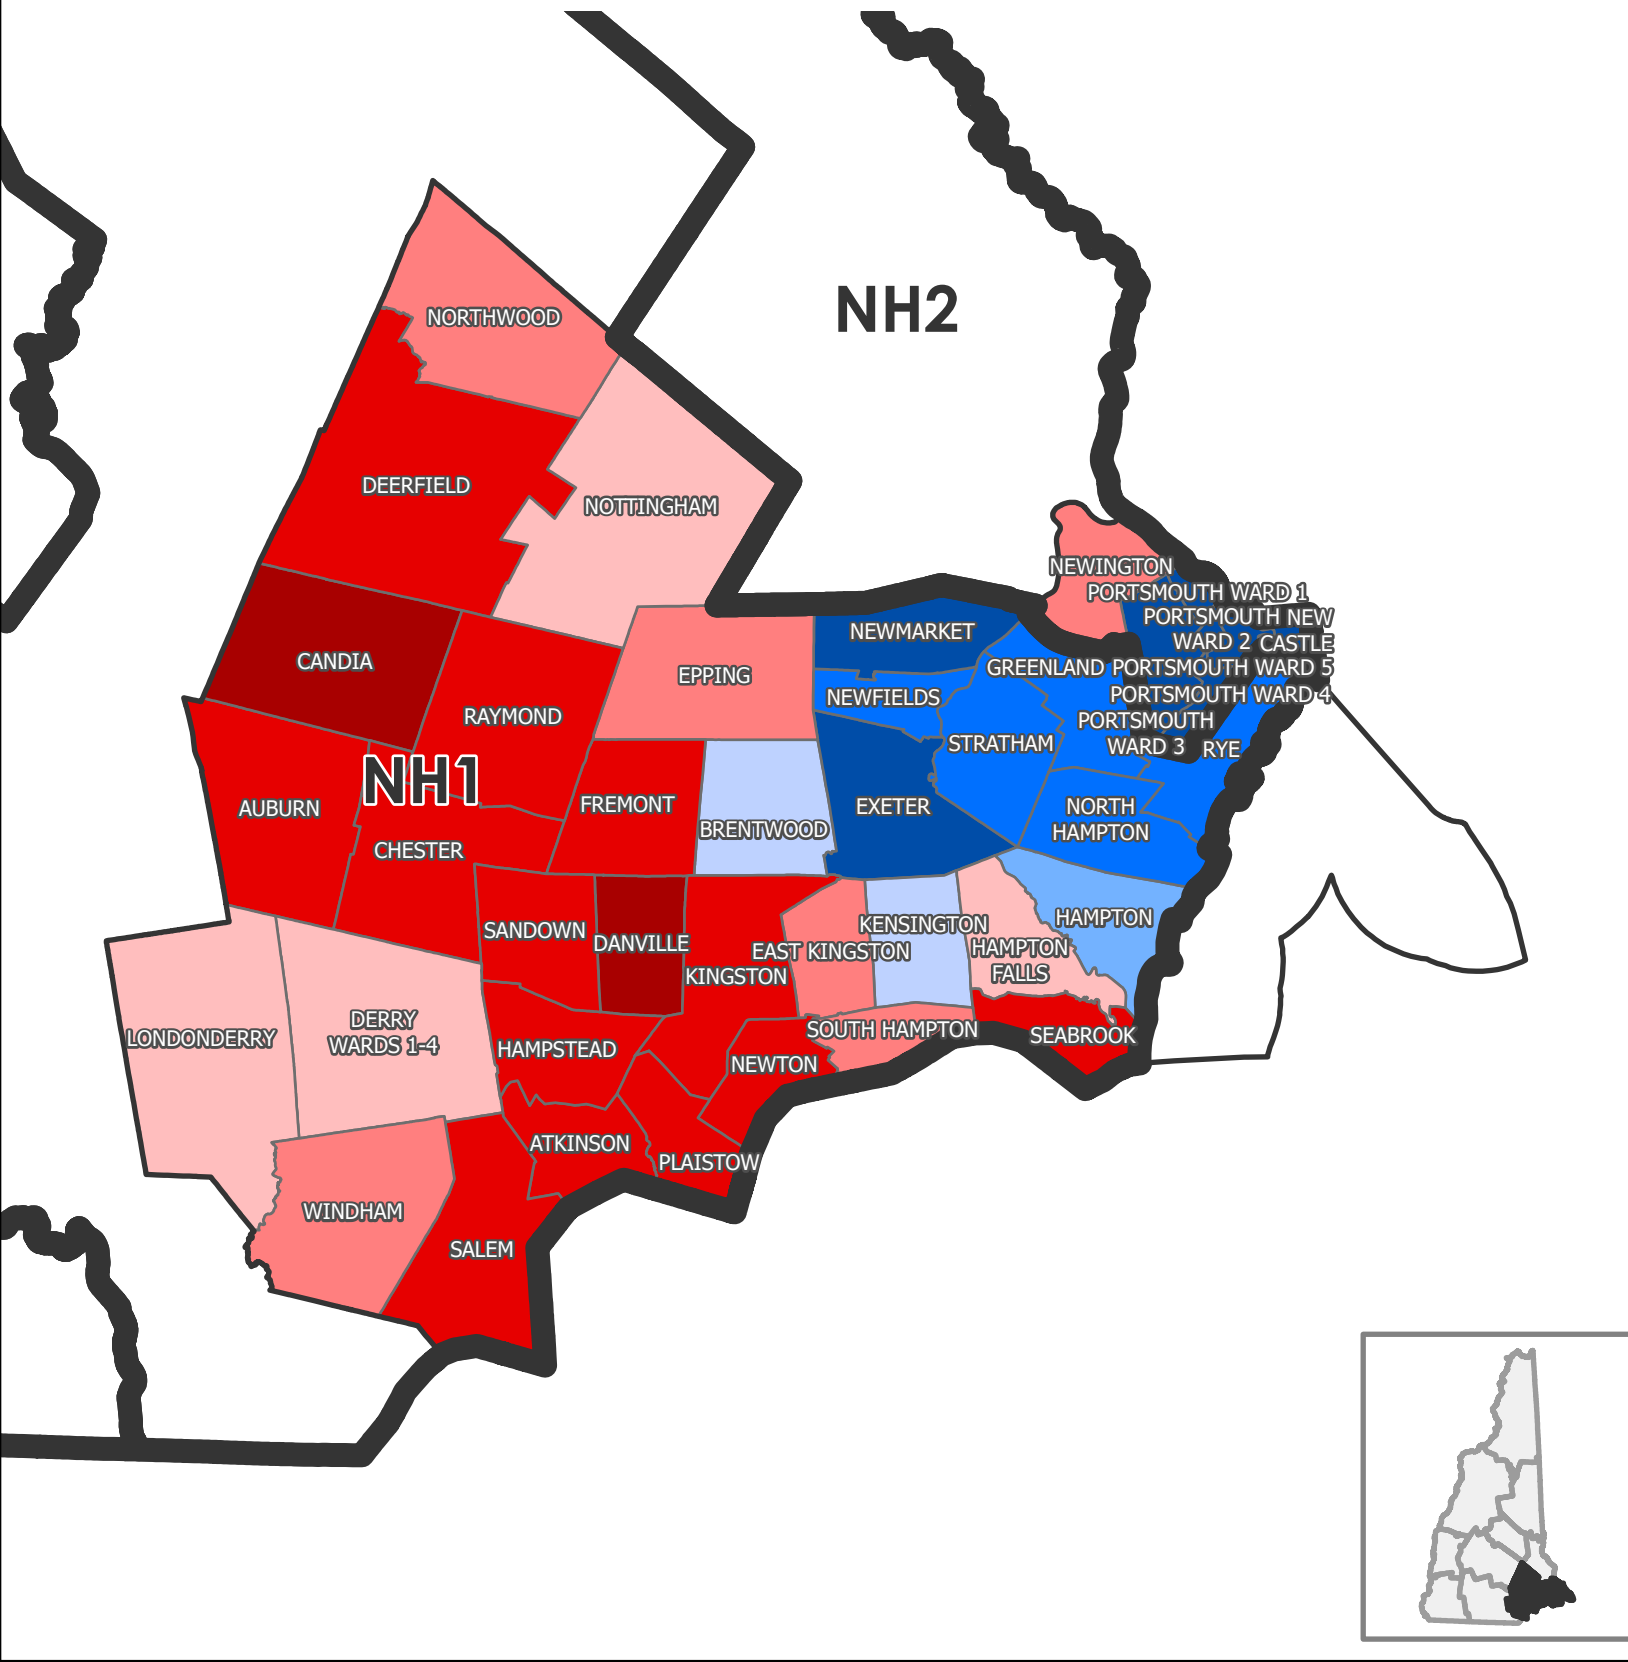 NH2
NORTHWOOD
DEERFIELD
NOTTINGHAM
NEWINGTON
PORTSMOUTH WARD 1
PORTSMOUTH
WARD 2
NEW
CASTLE
NEWMARKET
CANDIA
EPPING
GREENLAND
PORTSMOUTH WARD 5
NEWFIELDS
PORTSMOUTH WARD 4
RAYMOND
PORTSMOUTH
WARD 3
STRATHAM
RYE
NH1
AUBURN
FREMONT
EXETER
NORTH
HAMPTON
BRENTWOOD
CHESTER
HAMPTON
SANDOWN
DANVILLE
KENSINGTON
EAST KINGSTON
HAMPTON
FALLS
KINGSTON
LONDONDERRY
DERRY
WARDS 1-4
SOUTH HAMPTON
SEABROOK
HAMPSTEAD
NEWTON
ATKINSON
PLAISTOW
WINDHAM
SALEM